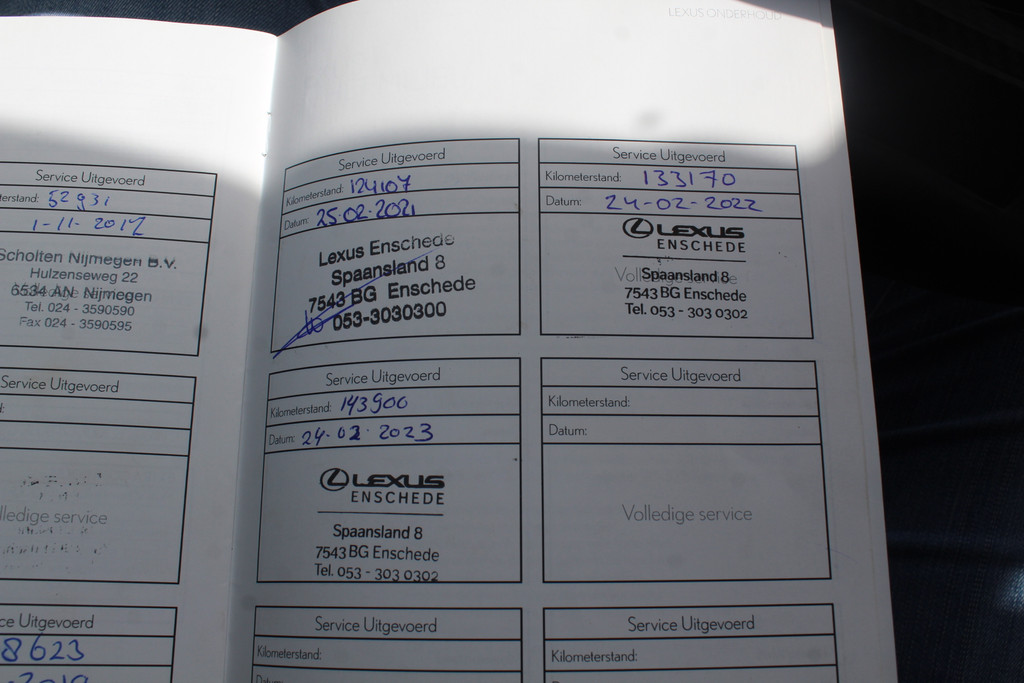 LEXUS ONDERHOUD
Service Uitgevoerd
erstand: 52931
1-11-2017
Scholten Nijmegen B.V.
Hulzenseweg 22
6534 AN Nijmegen
Tel. 024 - 3590590
Fax 024 - 3590595
Service Uitgevoerd
lledige service
ce Uitgevoerd
8623
-2019
Service Uitgevoerd
Kilometerstand: 124107
Datum: 25-02-2021
Lexus Enschede
Spaansland 8
7543 BG Enschede
053-3030300
Service Uitgevoerd
Kilometerstand: 133170
Datum: 24-02-2022
LEXUS
ENSCHEDE
Volledige service
Spaansland 8
7543 BG Enschede
Tel. 053 - 303 0302
Service Uitgevoerd
Kilometerstand: 143900
Datum: 24-02-2023
LEXUS
ENSCHEDE
Spaansland 8
7543 BG Enschede
Tel. 053 - 303 0302
Service Uitgevoerd
Kilometerstand:
Datum:
Volledige service
Service Uitgevoerd
Kilometerstand:
Datum:
Service Uitgevoerd
Kilometerstand: